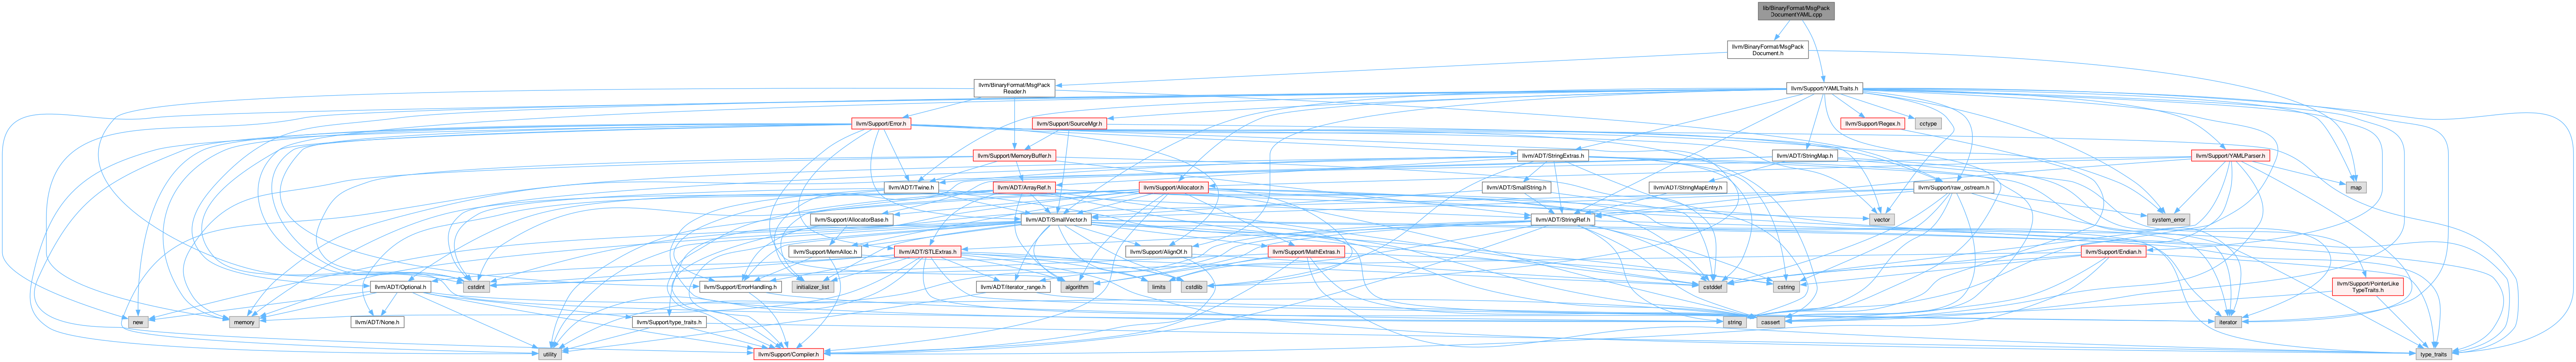 lib/BinaryFormat/MsgPack
DocumentYAML.cpp
llvm/BinaryFormat/MsgPack
Document.h
llvm/BinaryFormat/MsgPack
Reader.h
llvm/Support/YAMLTraits.h
llvm/Support/Error.h
llvm/Support/SourceMgr.h
llvm/Support/Regex.h
cctype
llvm/Support/MemoryBuffer.h
llvm/ADT/StringExtras.h
llvm/ADT/StringMap.h
llvm/Support/YAMLParser.h
llvm/ADT/Twine.h
llvm/ADT/ArrayRef.h
llvm/Support/Allocator.h
llvm/ADT/SmallString.h
llvm/ADT/StringMapEntry.h
llvm/Support/raw_ostream.h
map
llvm/Support/AllocatorBase.h
llvm/ADT/SmallVector.h
llvm/ADT/StringRef.h
vector
system_error
llvm/Support/MemAlloc.h
llvm/ADT/STLExtras.h
llvm/Support/AlignOf.h
llvm/Support/MathExtras.h
llvm/Support/Endian.h
llvm/ADT/Optional.h
cstdint
llvm/Support/ErrorHandling.h
initializer_list
llvm/ADT/iterator_range.h
algorithm
limits
cstdlib
cstddef
cstring
llvm/Support/PointerLike
TypeTraits.h
new
memory
llvm/ADT/None.h
llvm/Support/type_traits.h
string
cassert
iterator
utility
llvm/Support/Compiler.h
type_traits